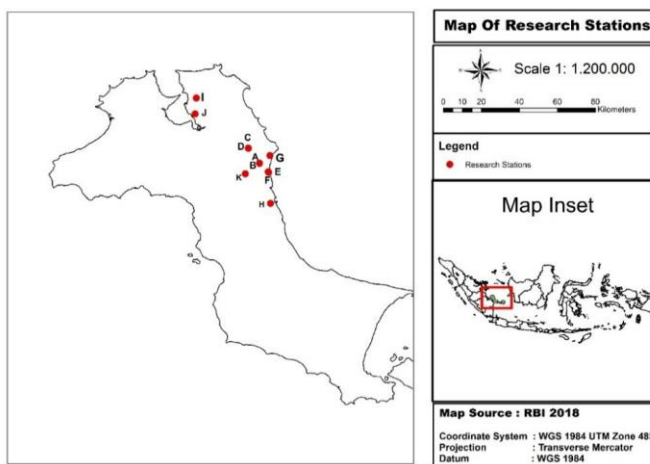 I
J
C
D
A
G
B
E
K
F
H
Map Of Research Stations
Scale 1: 1.200.000
0 10 20 40 60 80
Kilometers
Legend
Research Stations
Map Inset
Map Source : RBI 2018
Coordinate System : WGS 1984 UTM Zone 48
Projection : Transverse Mercator
Datum : WGS 1984